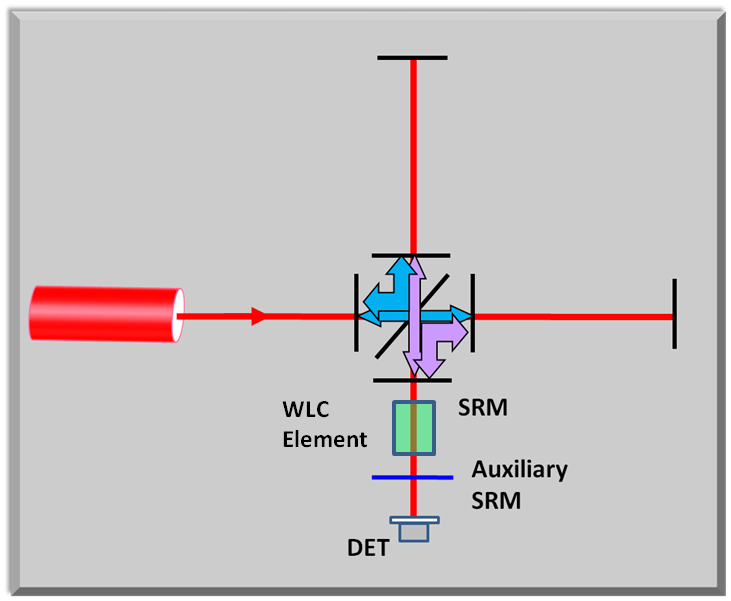 WLC
Element
SRM
Auxiliary
SRM
DET